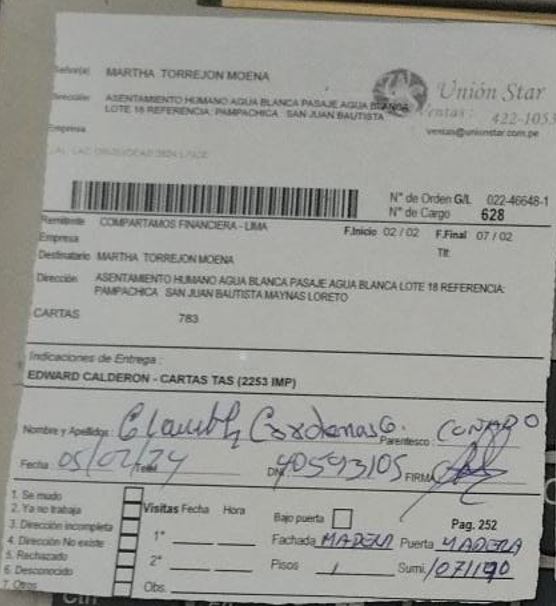 Señor(a) MARTHA TORREJON MOENA
Dirección ASENTAMIENTO HUMANO AGUA BLANCA PASAJE AGUA BLANCA
LOTE 18 REFERENCIA: PAMPACHICA SAN JUAN BAUTISTA
Unión Star
Ventas: 422-1053
ventas@unionstar.com.pe
Empresa
N° de Orden G/L 022-46648-1
N° de Cargo 628
Remitente COMPARTAMOS FINANCIERA - LIMA F.Inicio 02 / 02 F.Final 07 / 02
Empresa Tlf:
Destinatario MARTHA TORREJON MOENA
Dirección ASENTAMIENTO HUMANO AGUA BLANCA PASAJE AGUA BLANCA LOTE 18 REFERENCIA:
PAMPACHICA SAN JUAN BAUTISTA MAYNAS LORETO
CARTAS 783
Indicaciones de Entrega :
EDWARD CALDERON - CARTAS TAS (2253 IMP)
Nombre y Apellidos Cardenas G. Parentesco: CUÑADO
Fecha 05/02/24 DNI 40593105 FIRMA
1. Se mudo
2. Ya no trabaja
3. Dirección incompleta
4. Dirección No existe
5. Rechazado
6. Desconocido
7. Otros
Visitas Fecha Hora
1°
2°
Obs.
Bajo puerta Pag. 252
Fachada MADERA Puerta MADERA
Pisos 1 Sumi.